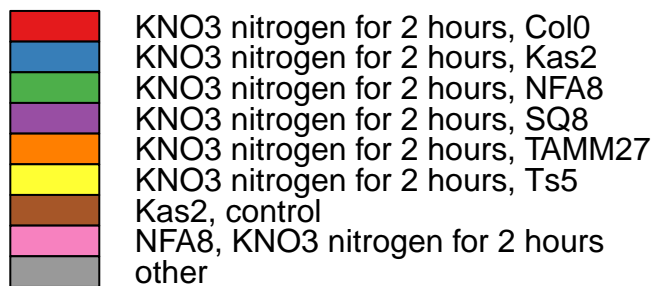 KNO3 nitrogen for 2 hours, Col0
KNO3 nitrogen for 2 hours, Kas2
KNO3 nitrogen for 2 hours, NFA8
KNO3 nitrogen for 2 hours, SQ8
KNO3 nitrogen for 2 hours, TAMM27
KNO3 nitrogen for 2 hours, Ts5
Kas2, control
NFA8, KNO3 nitrogen for 2 hours
other